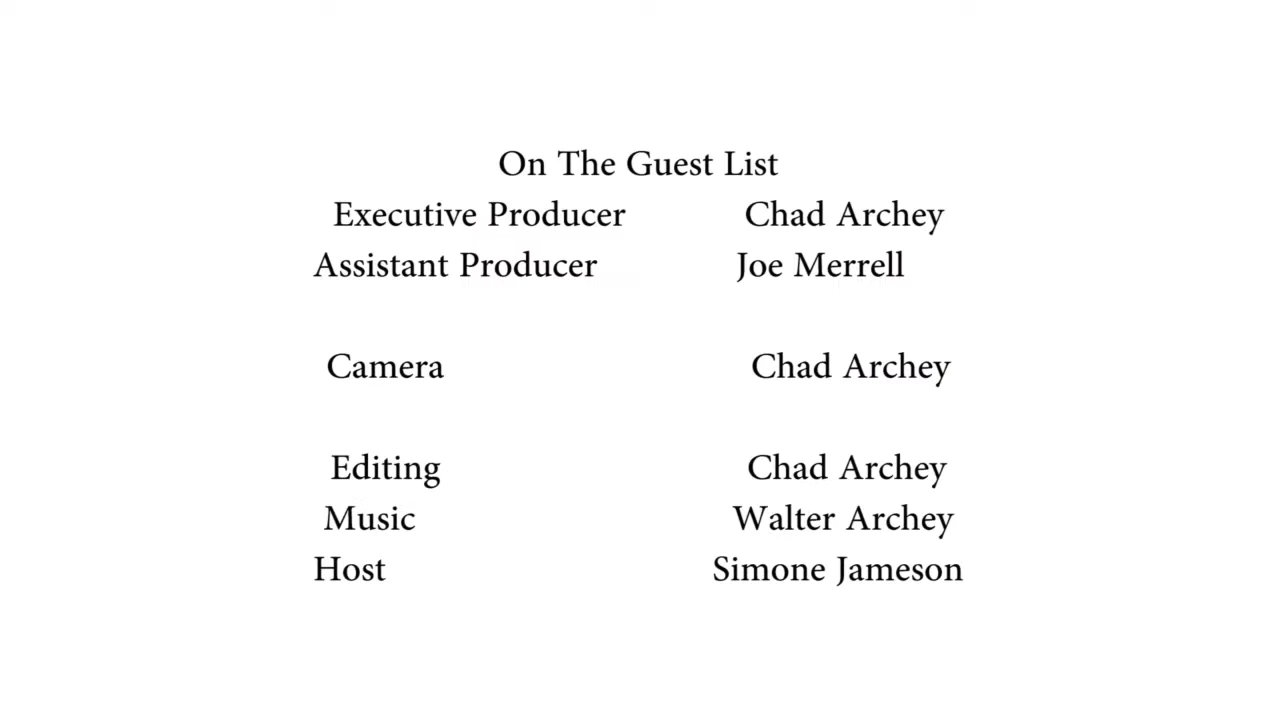 On The Guest List
Executive Producer Chad Archey
Assistant Producer Joe Merrell
Camera Chad Archey
Editing Chad Archey
Music Walter Archey
Host Simone Jameson